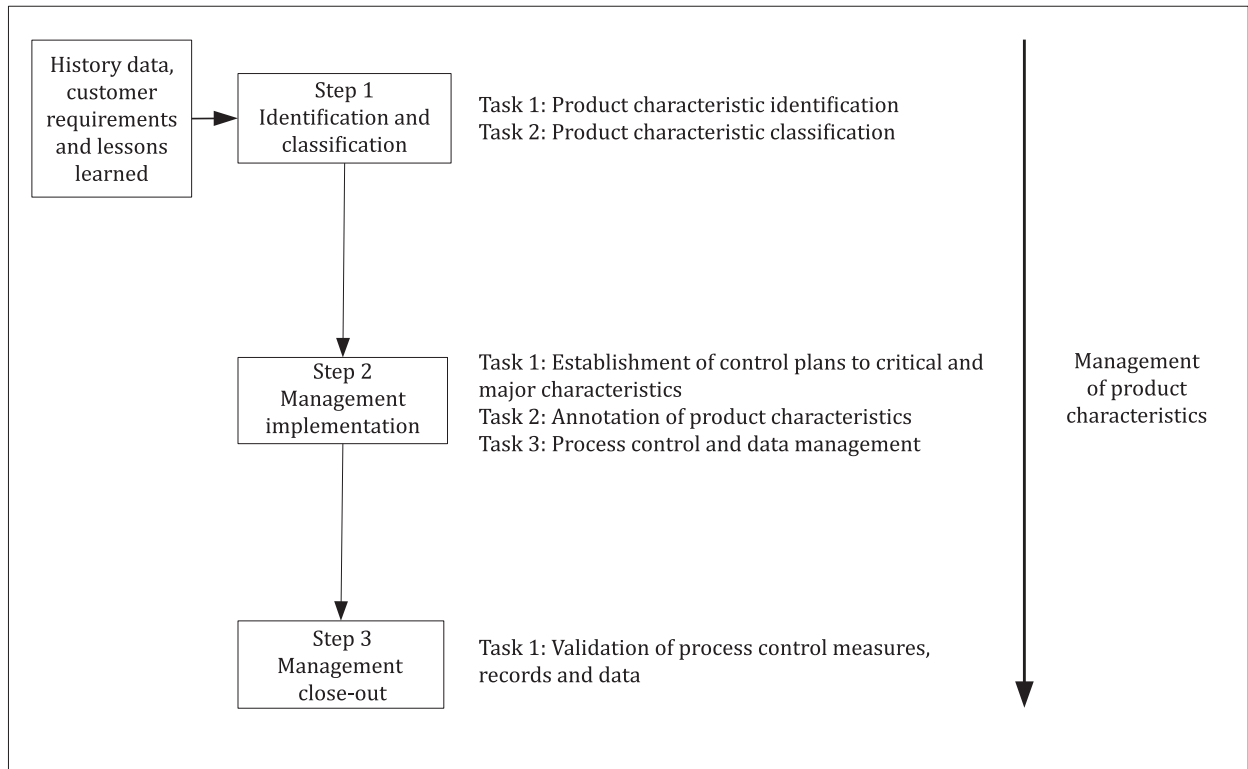 History data,
customer
requirements
and lessons
learned
Step 1
Identification and
classification
Task 1: Product characteristic identification
Task 2: Product characteristic classification
Step 2
Management
implementation
Task 1: Establishment of control plans to critical and
major characteristics
Task 2: Annotation of product characteristics
Task 3: Process control and data management
Management
of product
characteristics
Step 3
Management
close-out
Task 1: Validation of process control measures,
records and data